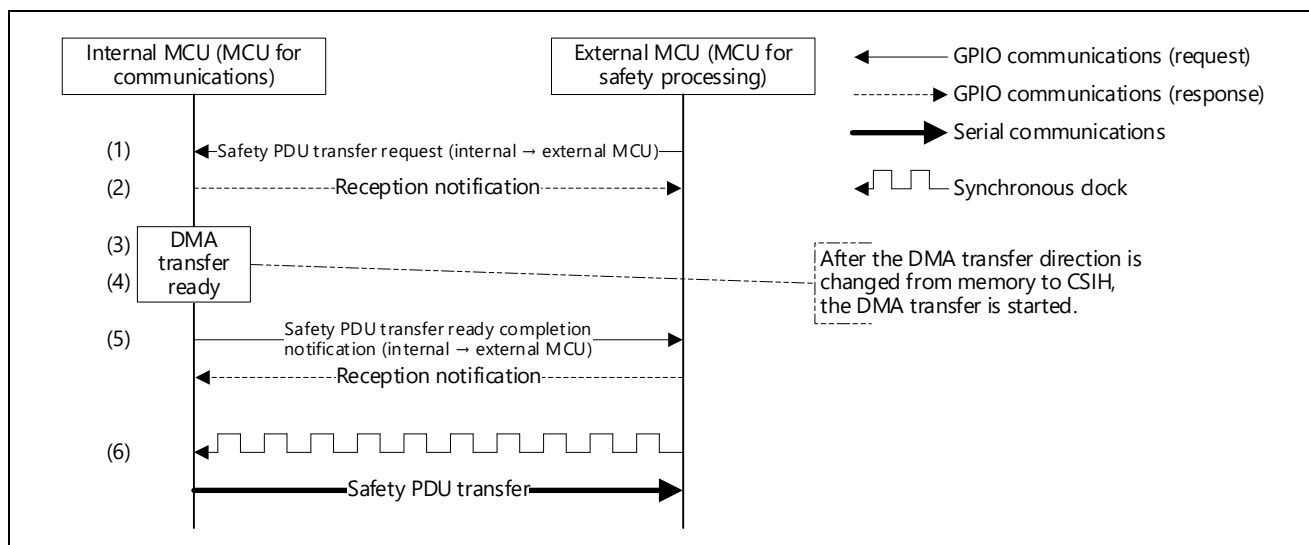 Internal MCU (MCU for
communications)
External MCU (MCU for
safety processing)
GPIO communications (request)
GPIO communications (response)
Serial communications
Synchronous clock
(1)
Safety PDU transfer request (internal → external MCU)
(2)
Reception notification
(3)
(4)
DMA
transfer
ready
After the DMA transfer direction is
changed from memory to CSIH,
the DMA transfer is started.
(5)
Safety PDU transfer ready completion
notification (internal → external MCU)
Reception notification
(6)
Safety PDU transfer